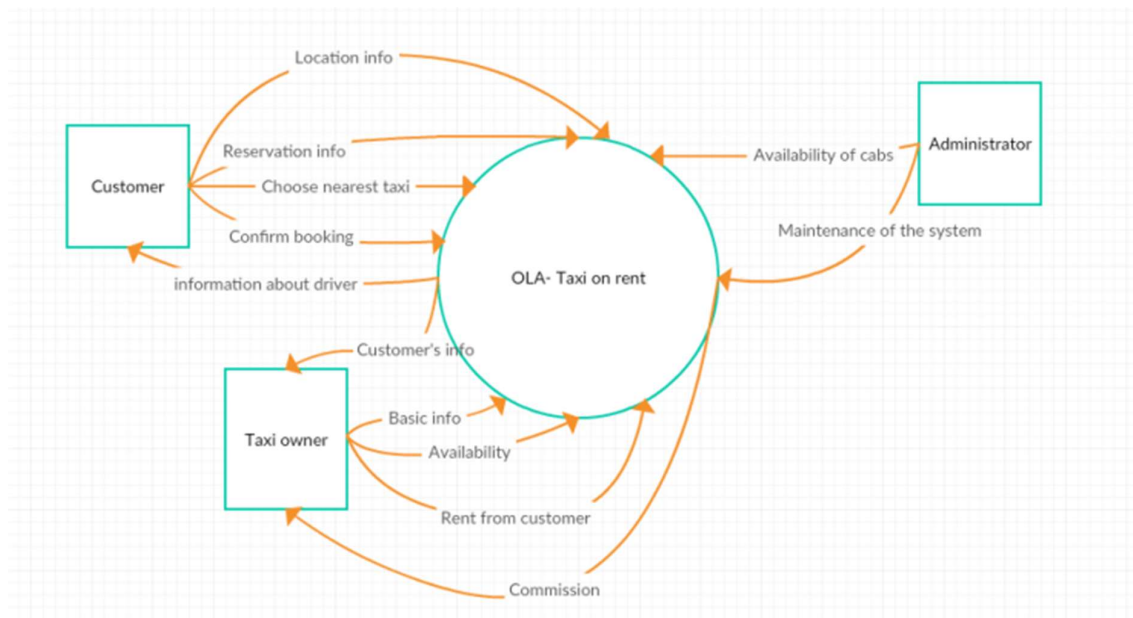 Location info
Administrator
Reservation info
Availability of cabs
Customer
Choose nearest taxi
Maintenance of the system
Confirm booking
OLA- Taxi on rent
information about driver
Customer's info
Basic info
Taxi owner
Availability
Rent from customer
Commission